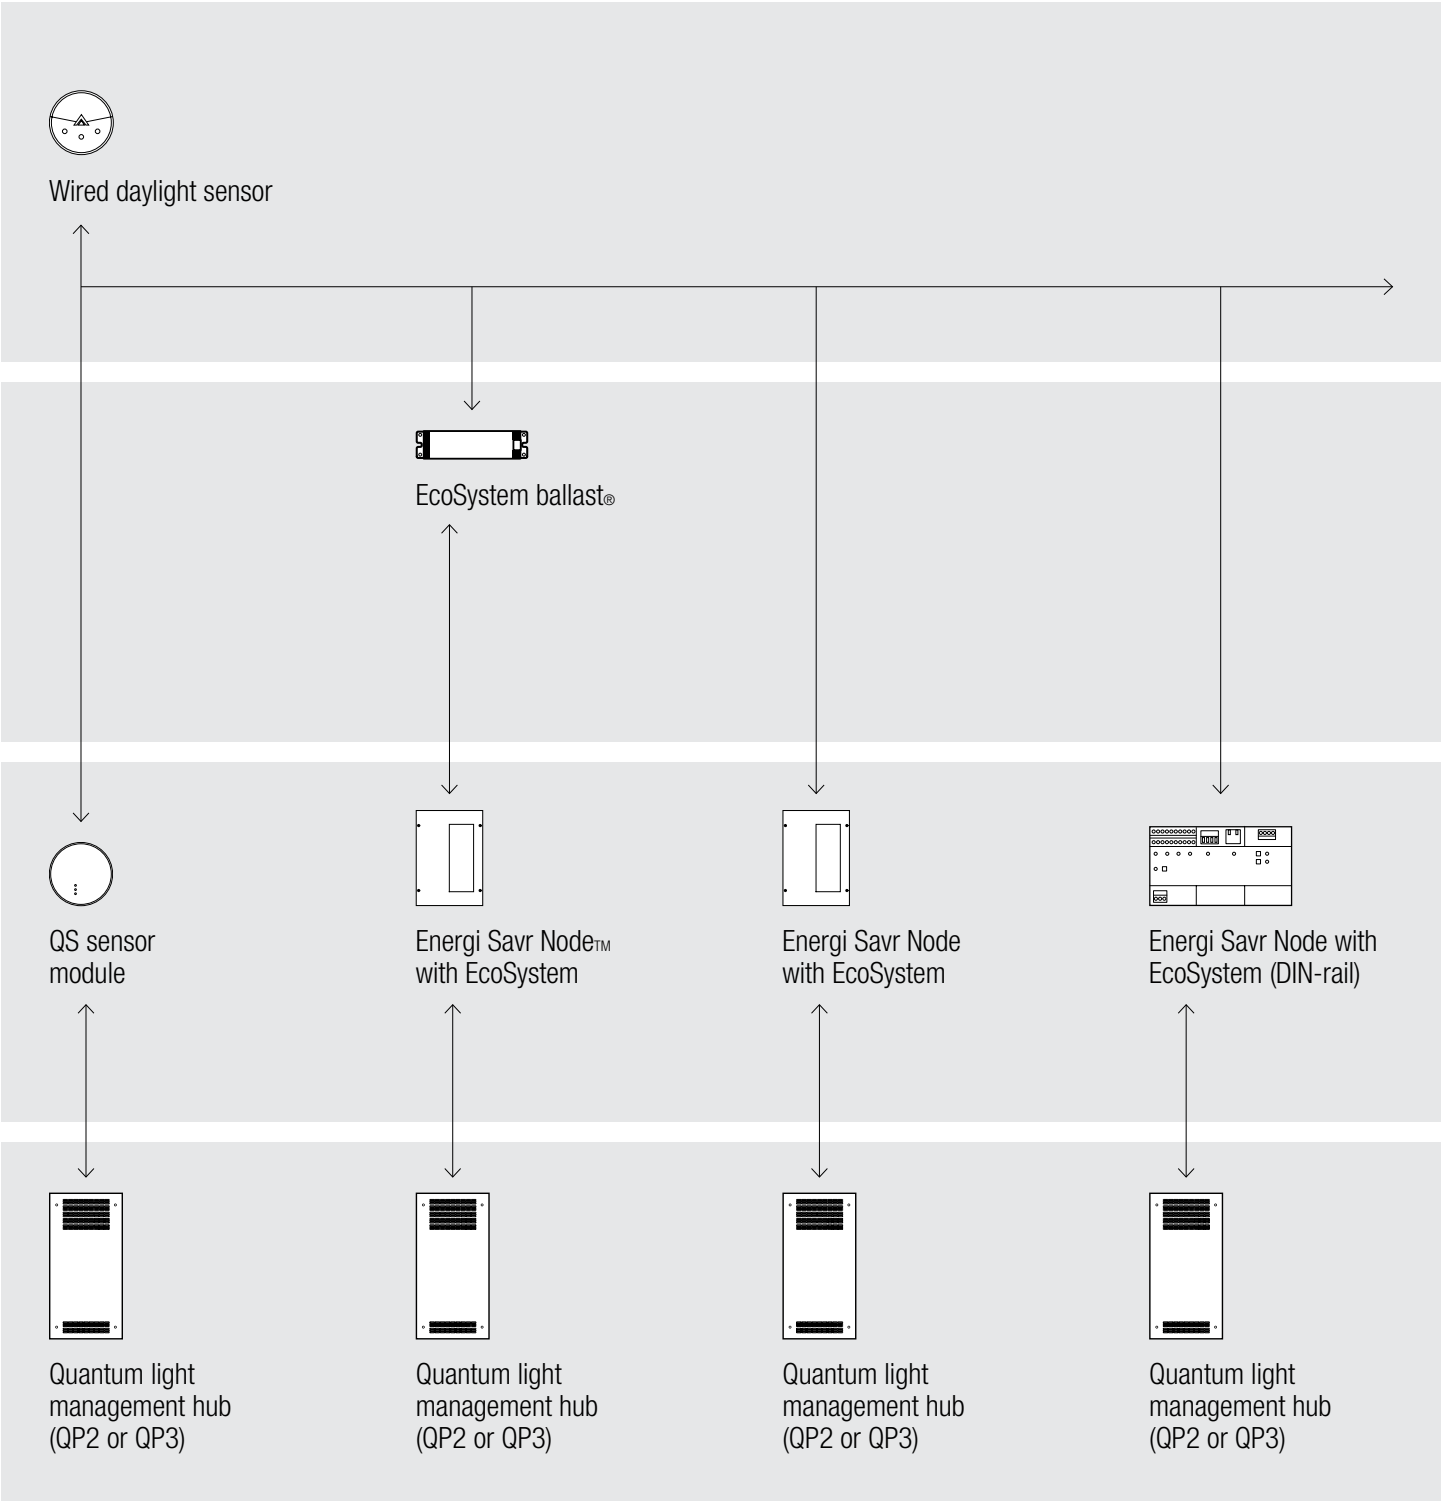 Wired daylight sensor
EcoSystem ballast®
QS sensor
module
Energi Savr Node™
with EcoSystem
Energi Savr Node
with EcoSystem
Energi Savr Node with
EcoSystem (DIN-rail)
Quantum light
management hub
(QP2 or QP3)
Quantum light
management hub
(QP2 or QP3)
Quantum light
management hub
(QP2 or QP3)
Quantum light
management hub
(QP2 or QP3)